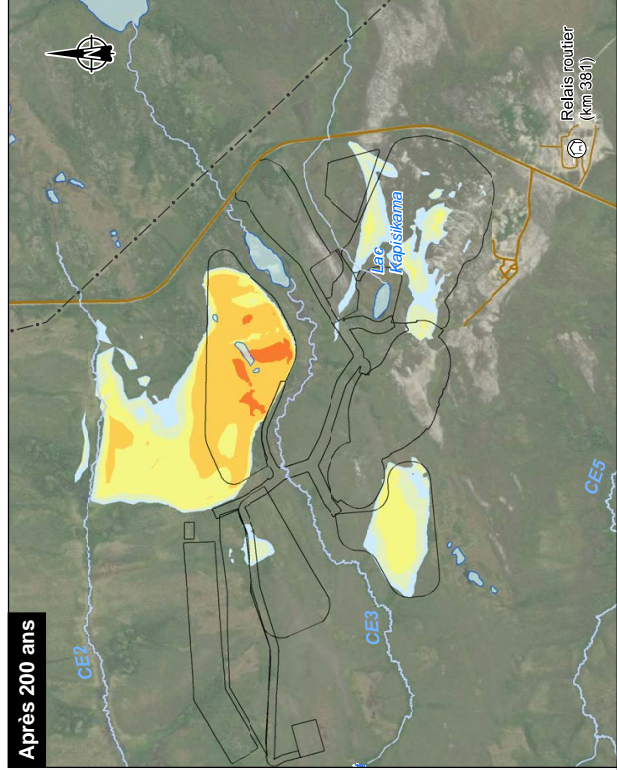 Après 200 ans
N
Relais routier
(km 381)
Lac
Kapisikama
CE2
CE3
CE5